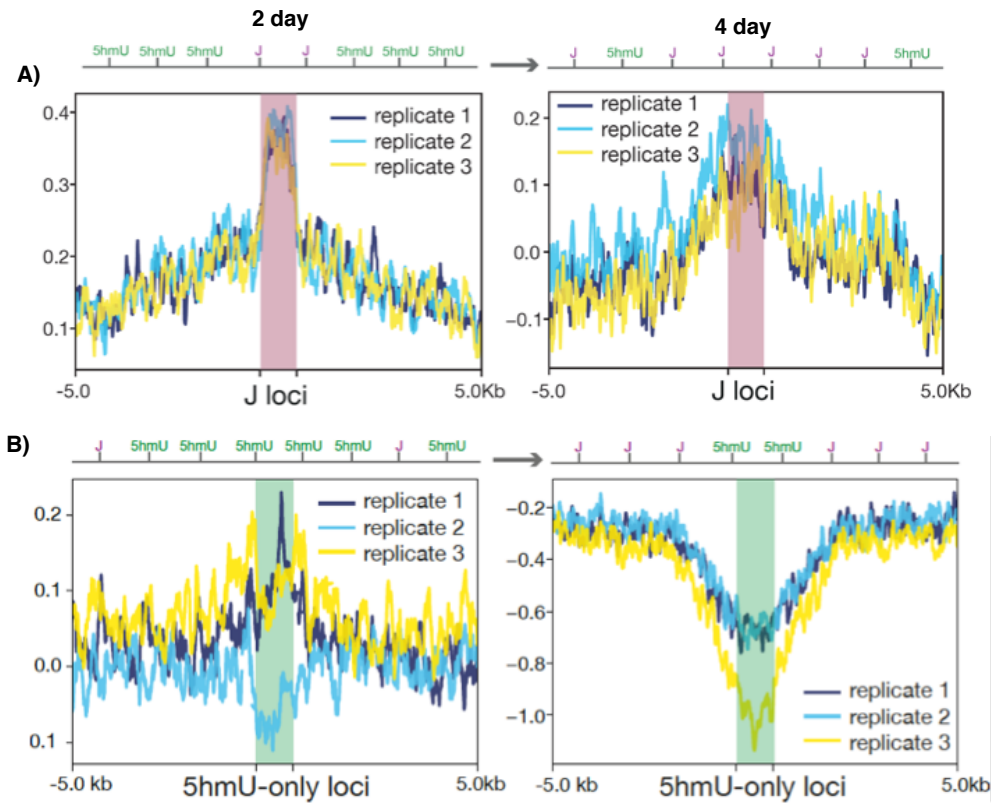 2 day
4 day
5hmU 5hmU 5hmU J J 5hmU 5hmU 5hmU
J 5hmU J J J J J 5hmU
A)
0.4
0.3
0.2
0.1
replicate 1
replicate 2
replicate 3
-5.0 J loci 5.0Kb
0.2
0.1
0.0
−0.1
replicate 1
replicate 2
replicate 3
-5.0 J loci 5.0Kb
B)
J 5hmU 5hmU 5hmU 5hmU 5hmU J 5hmU
J J J 5hmU 5hmU J J J
0.2
0.1
0.0
0.1
replicate 1
replicate 2
replicate 3
-5.0 kb 5hmU-only loci 5.0Kb
−0.2
−0.4
−0.6
−0.8
−1.0
replicate 1
replicate 2
replicate 3
-5.0 kb 5hmU-only loci 5.0Kb